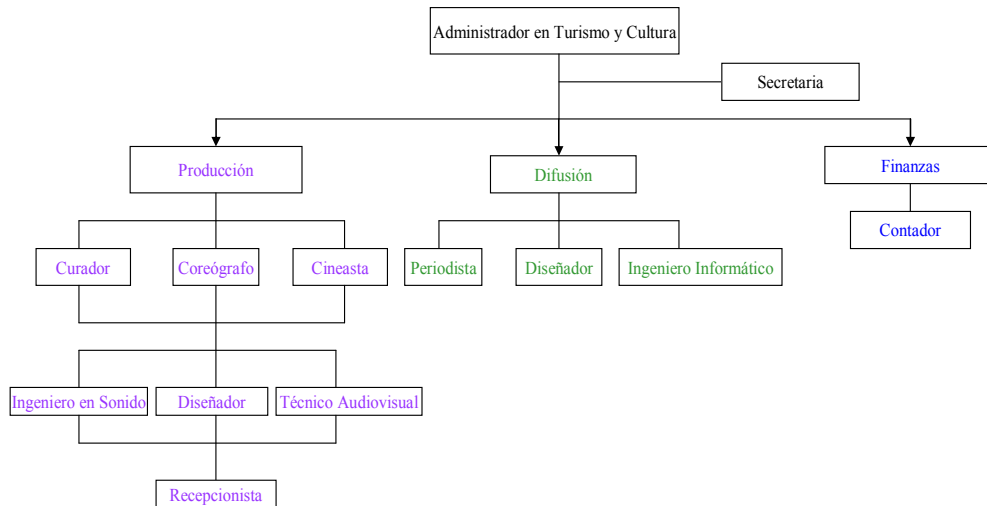 Administrador en Turismo y Cultura
Secretaria
Producción
Difusión
Finanzas
Contador
Curador
Coreógrafo
Cineasta
Periodista
Diseñador
Ingeniero Informático
Ingeniero en Sonido
Diseñador
Técnico Audiovisual
Recepcionista